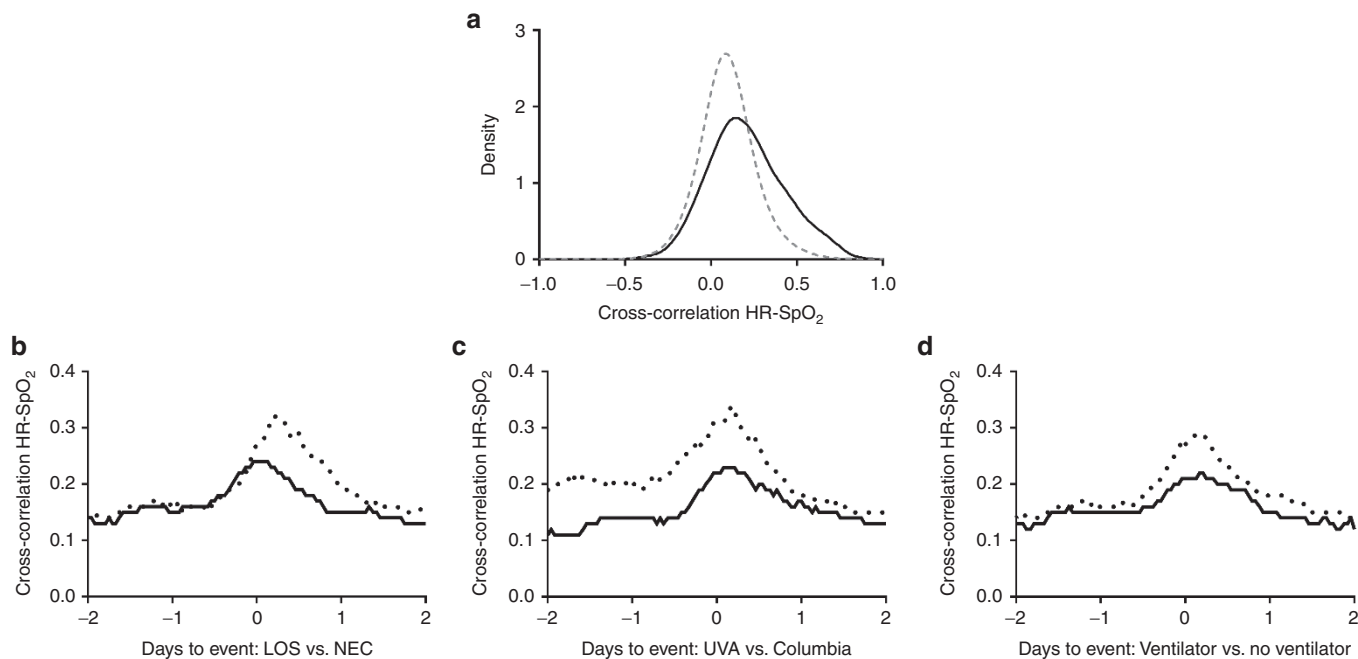 a
3
2
1
0
Density
−1.0 −0.5 0.0 0.5 1.0
Cross-correlation HR-SpO₂
b
0.4
0.3
0.2
0.1
0.0
Cross-correlation HR-SpO₂
−2 −1 0 1 2
Days to event: LOS vs. NEC
c
0.4
0.3
0.2
0.1
0.0
Cross-correlation HR-SpO₂
−2 −1 0 1 2
Days to event: UVA vs. Columbia
d
0.4
0.3
0.2
0.1
0.0
Cross-correlation HR-SpO₂
−2 −1 0 1 2
Days to event: Ventilator vs. no ventilator